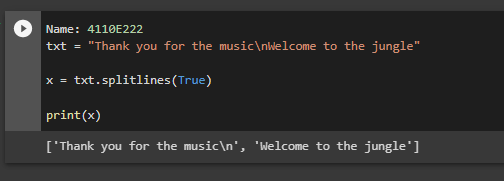 Name: 4110E222
txt = "Thank you for the music\nWelcome to the jungle"
x = txt.splitlines(True)
print(x)
['Thank you for the music\n', 'Welcome to the jungle']